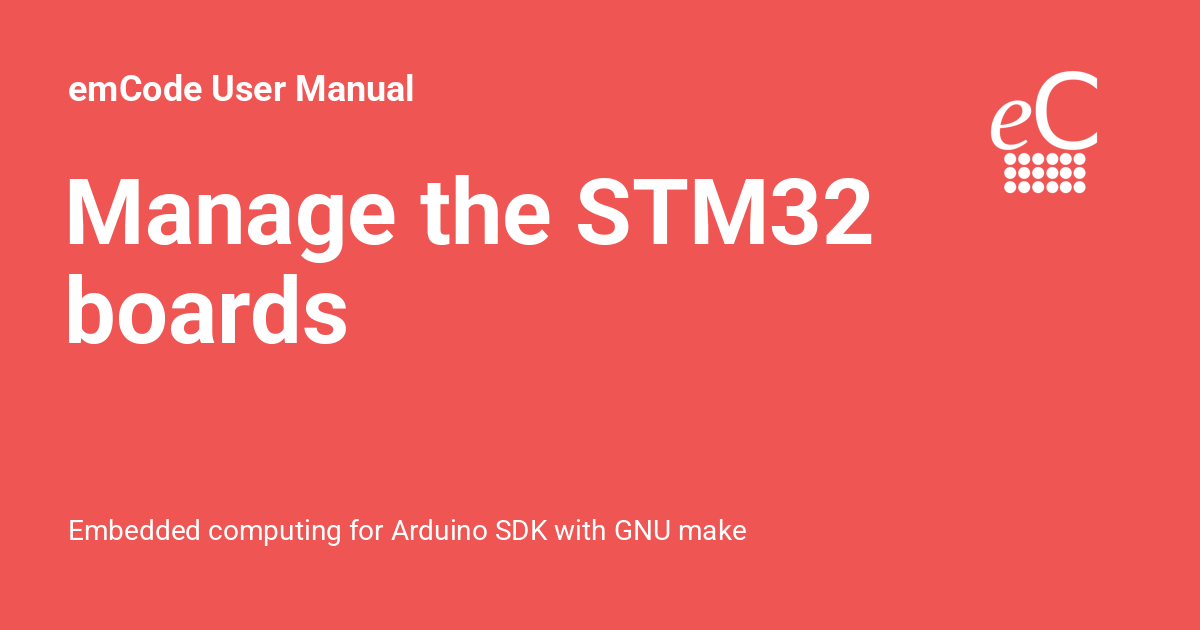 emCode User Manual
eC
Manage the STM32
boards
Embedded computing for Arduino SDK with GNU make